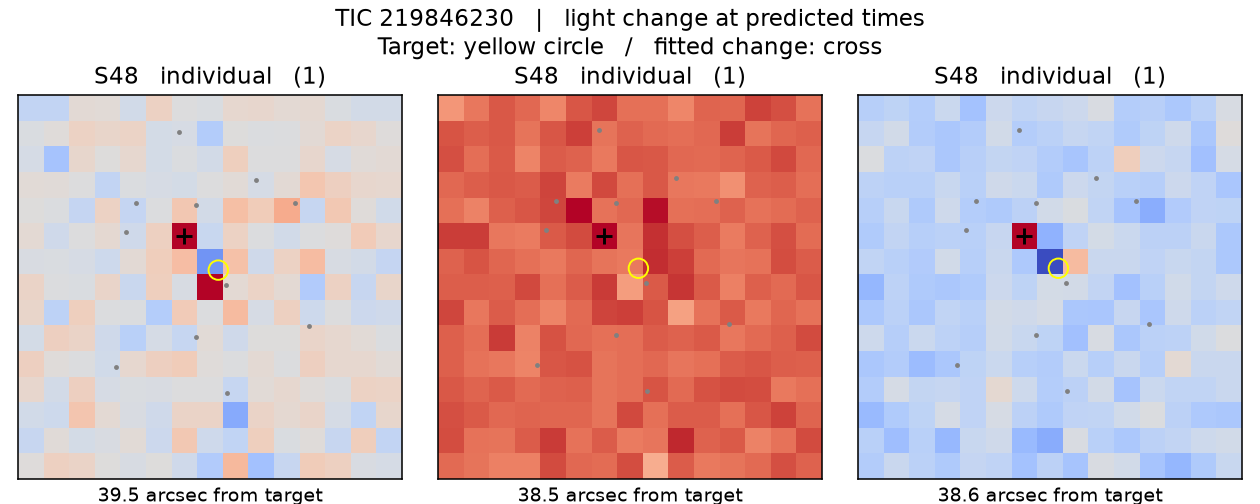 TIC 219846230 | light change at predicted times
Target: yellow circle / fitted change: cross
S48 individual (1)
S48 individual (1)
S48 individual (1)
39.5 arcsec from target
38.5 arcsec from target
38.6 arcsec from target